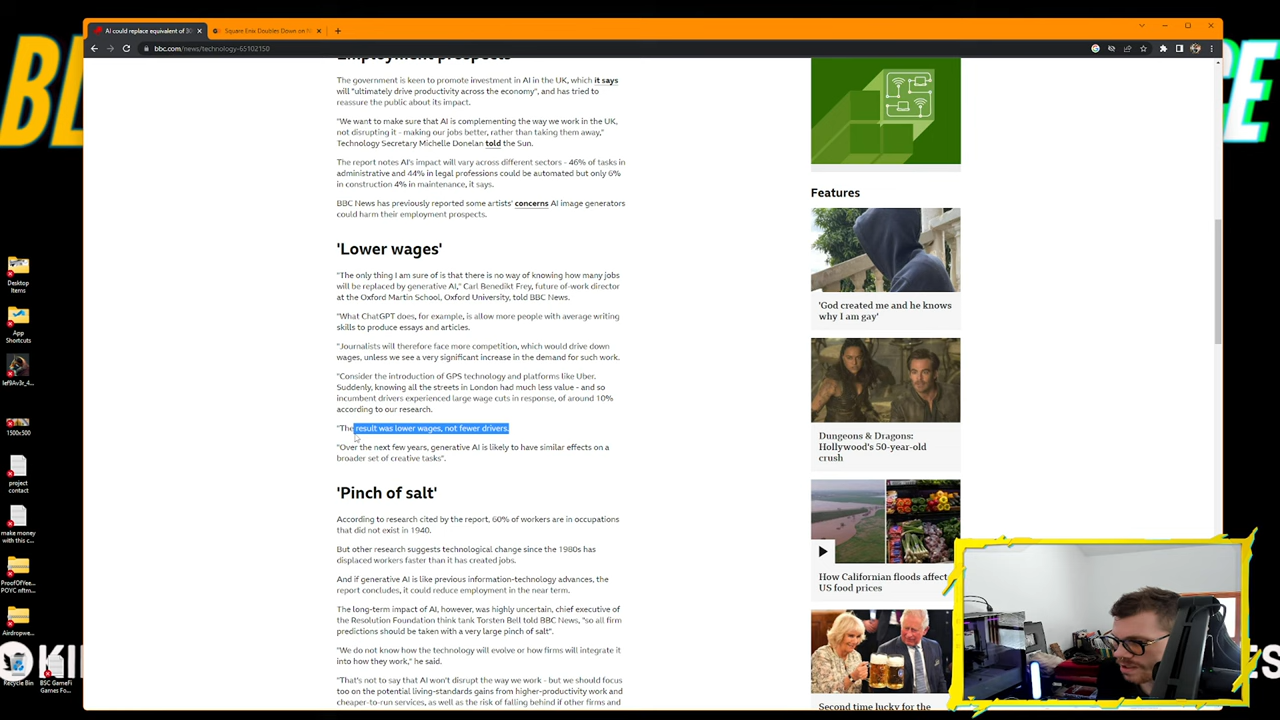 AI could replace equivalent of 30
Square Enix Doubles Down on N
bbc.com/news/technology-65102150
Employment prospects
The government is keen to promote investment in AI in the UK, which it says
will "ultimately drive productivity across the economy", and has tried to
reassure the public about its impact.
"We want to make sure that AI is complementing the way we work in the UK,
not disrupting it - making our jobs better, rather than taking them away,"
Technology Secretary Michelle Donelan told the Sun.
The report notes AI's impact will vary across different sectors - 46% of tasks in
administrative and 44% in legal professions could be automated but only 6%
in construction 4% in maintenance, it says.
BBC News has previously reported some artists' concerns AI image generators
could harm their employment prospects.
'Lower wages'
"The only thing I am sure of is that there is no way of knowing how many jobs
will be replaced by generative AI," Carl Benedikt Frey, future of-work director
at the Oxford Martin School, Oxford University, told BBC News.
"What ChatGPT does, for example, is allow more people with average writing
skills to produce essays and articles.
"Journalists will therefore face more competition, which would drive down
wages, unless we see a very significant increase in the demand for such work.
"Consider the introduction of GPS technology and platforms like Uber.
Suddenly, knowing all the streets in London had much less value - and so
incumbent drivers experienced large wage cuts in response, of around 10%
according to our research.
"The result was lower wages, not fewer drivers.
"Over the next few years, generative AI is likely to have similar effects on a
broader set of creative tasks".
'Pinch of salt'
According to research cited by the report, 60% of workers are in occupations
that did not exist in 1940.
But other research suggests technological change since the 1980s has
displaced workers faster than it has created jobs.
And if generative AI is like previous information-technology advances, the
report concludes, it could reduce employment in the near term.
The long-term impact of AI, however, was highly uncertain, chief executive of
the Resolution Foundation think tank Torsten Bell told BBC News, "so all firm
predictions should be taken with a very large pinch of salt".
"We do not know how the technology will evolve or how firms will integrate it
into how they work," he said.
"That's not to say that AI won't disrupt the way we work - but we should focus
too on the potential living-standards gains from higher-productivity work and
cheaper-to-run services, as well as the risk of falling behind if other firms and
Features
'God created me and he knows
why I am gay'
Dungeons & Dragons:
Hollywood's 50-year-old
crush
How Californian floods affect
US food prices
Second time lucky for the
Desktop
Items
App
Shortcuts
lef9Av3r_4...
1500x500
project
contact
make money
with this c...
ProofOfYee...
POYC nftm...
Airdropwe...
Recycle Bin
BSC GameFi
Games Fo...